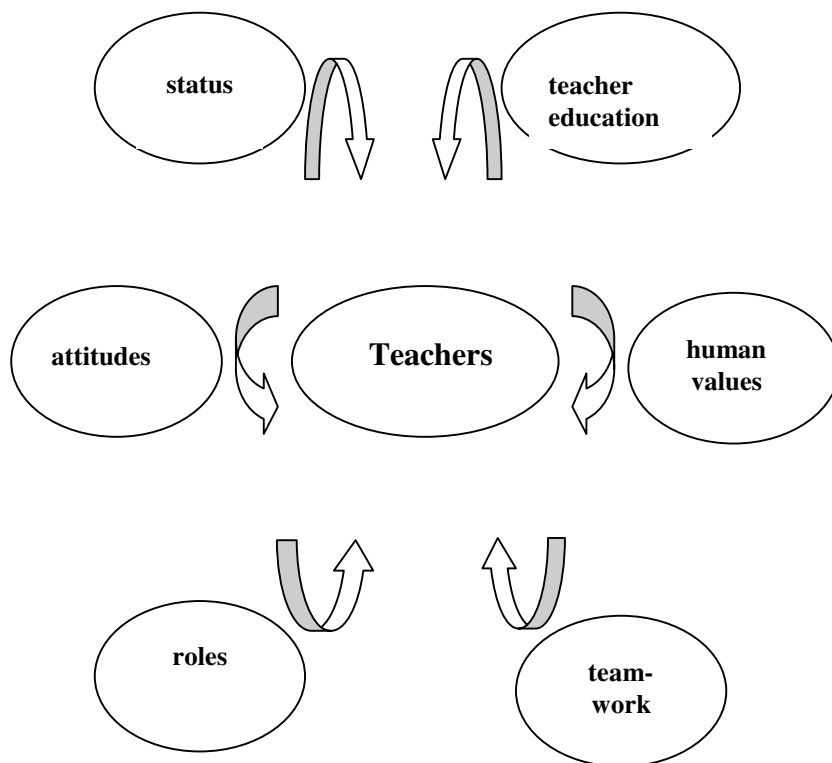 status
teacher
education
attitudes
Teachers
human
values
roles
team-
work